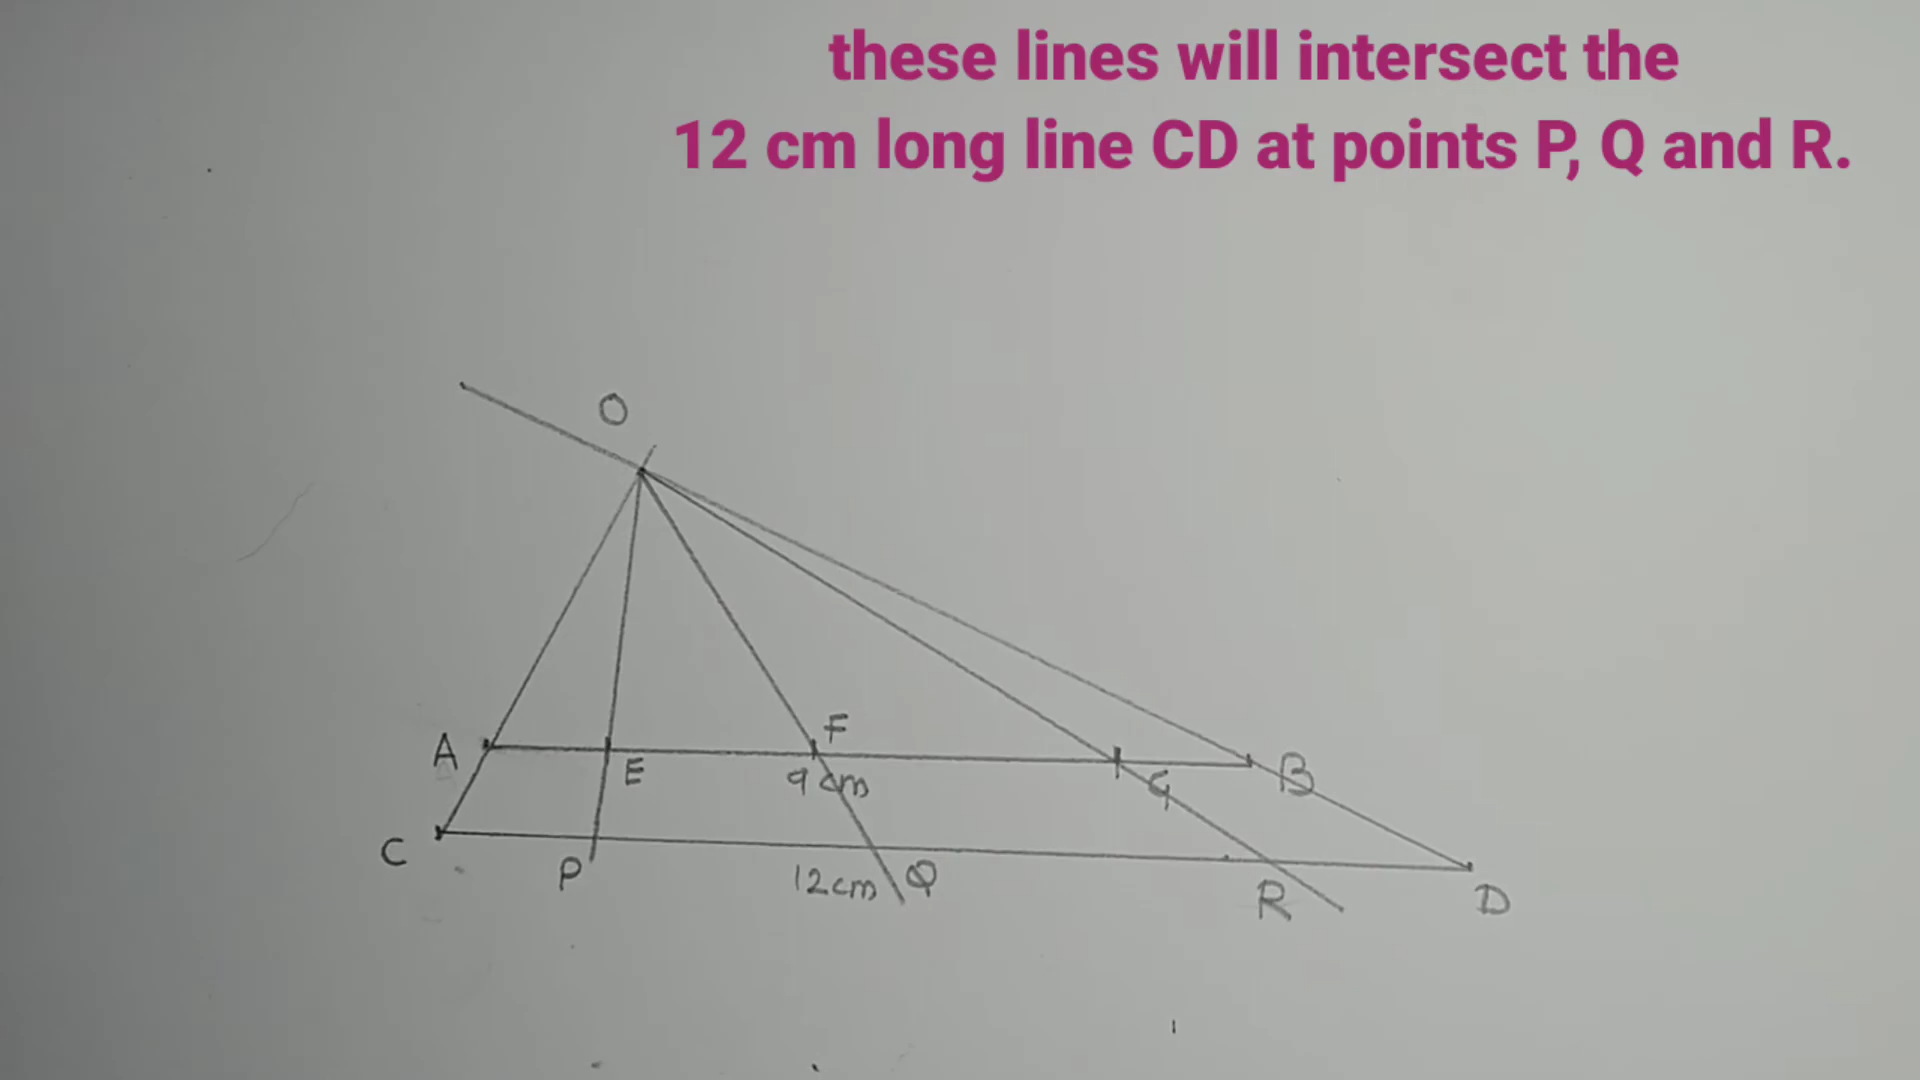 these lines will intersect the
12 cm long line CD at points P, Q and R.
O
F
A
E
9 cm
G
B
C
P
12cm
Q
R
D